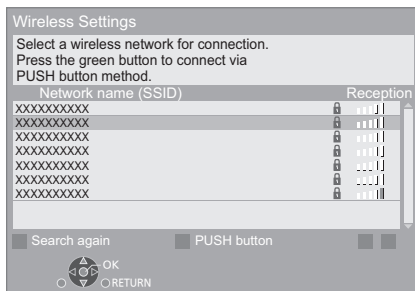 Wireless Settings
Select a wireless network for connection.
Press the green button to connect via
PUSH button method.
Network name (SSID) Reception
XXXXXXXXXX
XXXXXXXXXX
XXXXXXXXXX
XXXXXXXXXX
XXXXXXXXXX
XXXXXXXXXX
XXXXXXXXXX
Search again PUSH button
OK
RETURN